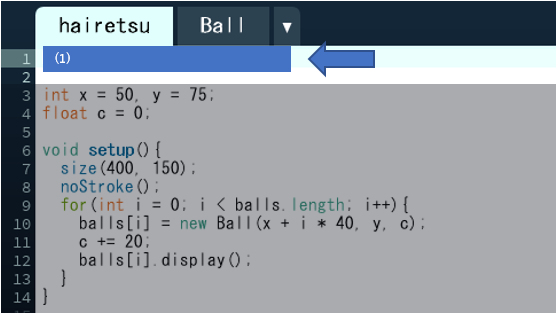 hairetsu Ball ▼
1 (1)
2
3 int x = 50, y = 75;
4 float c = 0;
5
6 void setup(){
7 size(400, 150);
8 noStroke();
9 for(int i = 0; i < balls.length; i++){
10 balls[i] = new Ball(x + i * 40, y, c);
11 c += 20;
12 balls[i].display();
13 }
14 }